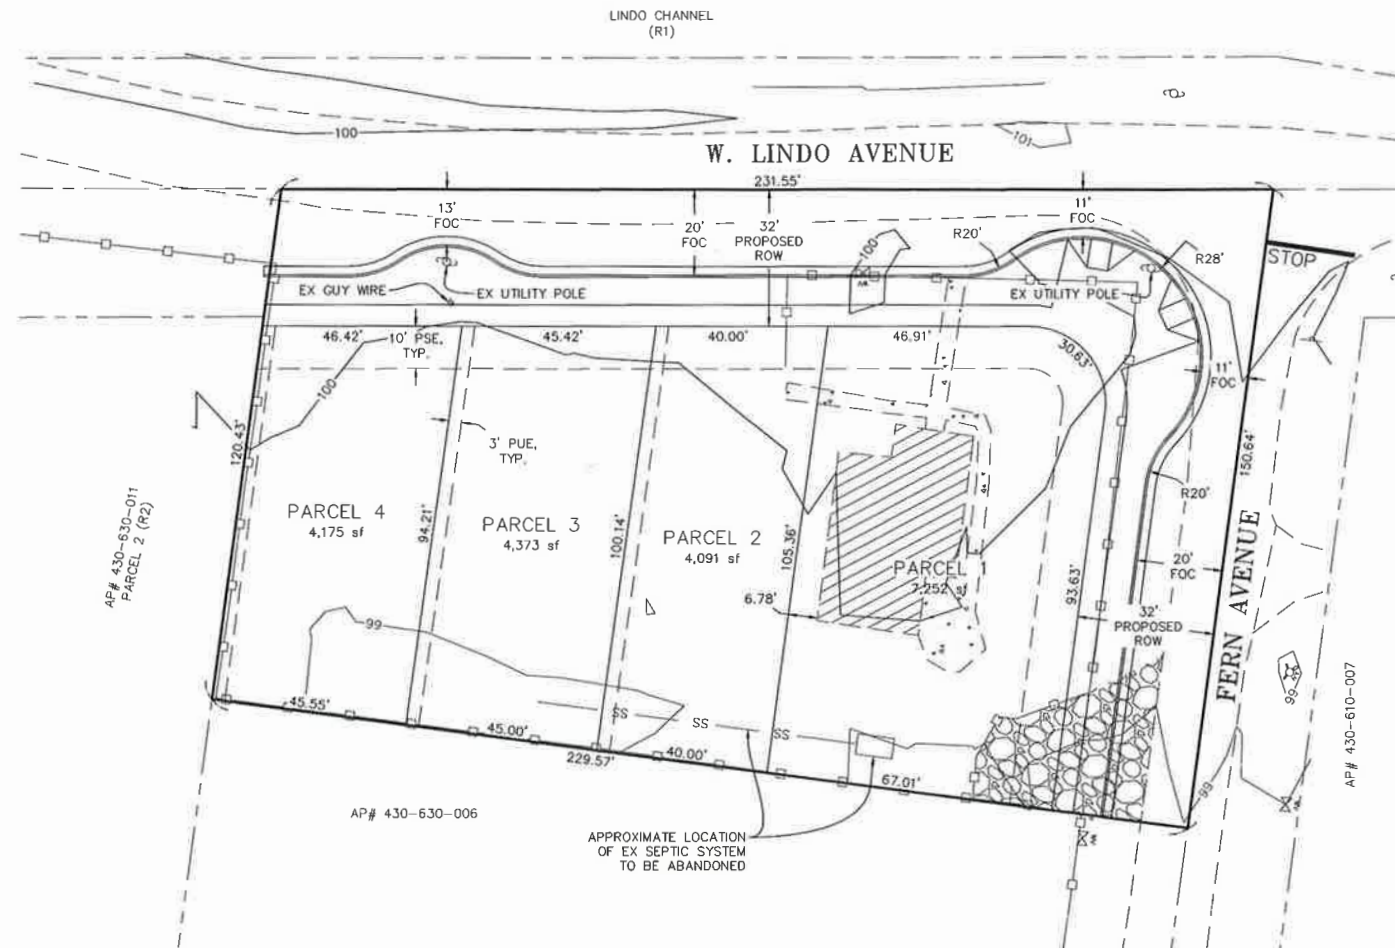 LINDO CHANNEL
(R1)
100
101
W. LINDO AVENUE
231.55'
13'
FOC
20'
FOC
32'
PROPOSED
ROW
11'
FOC
R20'
100
R28'
STOP
EX GUY WIRE
EX UTILITY POLE
EX UTILITY POLE
46.42'
10' PSE,
TYP.
45.42'
40.00'
46.91'
30.63'
11'
FOC
100
120.43'
3' PUE,
TYP.
150.64'
R20'
AP# 430-630-011
PARCEL 2 (R2)
PARCEL 4
4,175 sf
94.21'
PARCEL 3
4,373 sf
100.14'
PARCEL 2
4,091 sf
105.36'
PARCEL 1
7,252 sf
6.78'
93.63'
20'
FOC
32'
PROPOSED
ROW
FERN AVENUE
99
99
AP# 430-610-007
45.55'
45.00'
SS
SS
SS
229.57'
40.00'
67.01'
99
AP# 430-630-006
APPROXIMATE LOCATION
OF EX SEPTIC SYSTEM
TO BE ABANDONED